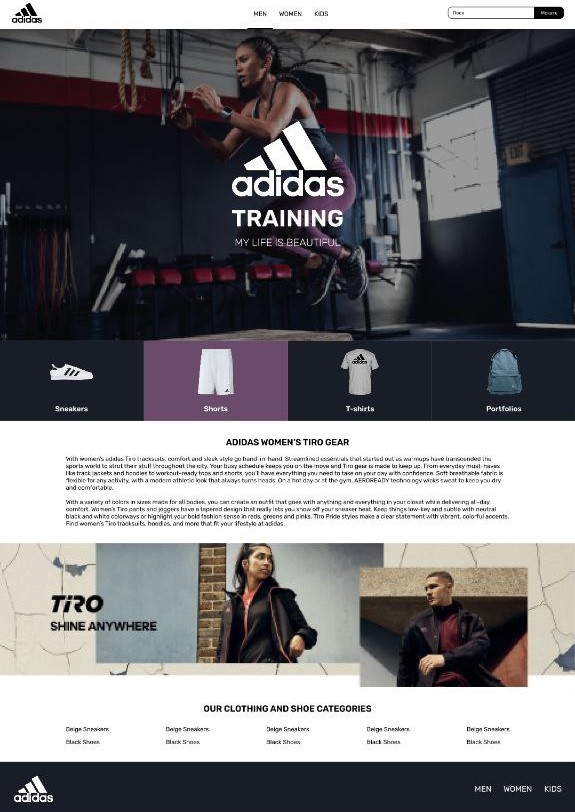 adidas
MEN WOMEN KIDS
Поиск
adidas
TRAINING
MY LIFE IS BEAUTIFUL
adidas
Sneakers Shorts T-shirts Portfolios
ADIDAS WOMEN'S TIRO GEAR
With women's adidas Tiro tracksuits, comfort and sleek style go hand-in-hand. Streamlined essentials that started out as warmups have transcended the
sports world to strut their stuff throughout the city. Your busy schedule keeps you on the move and Tiro gear is made to keep up. From everyday must-haves
like track jackets and hoodies to workout-ready tops and shorts, you'll have everything you need to take on your day with confidence. Soft breathable fabric is
flexible for any activity, with a modern athletic look that always turns heads. On a hot day or at the gym, AEROREADY technology wicks sweat to keep you dry
and comfortable.
With a variety of colors in sizes made for all bodies, you can create an outfit that goes with anything and everything in your closet while delivering all-day
comfort. Women's Tiro pants and joggers have a tapered design that really lets you show off your sneaker heat. Keep things low-key and subtle with neutral
black and white colorways or highlight your bold fashion sense in reds, greens and pinks. Tiro Pride styles make a clear statement with vibrant, colorful accents.
Find women's Tiro tracksuits, hoodies, and more that fit your lifestyle at adidas.
TIRO
SHINE ANYWHERE
OUR CLOTHING AND SHOE CATEGORIES
Beige Sneakers Beige Sneakers Beige Sneakers Beige Sneakers Beige Sneakers
Black Shoes Black Shoes Black Shoes Black Shoes Black Shoes
adidas
MEN WOMEN KIDS